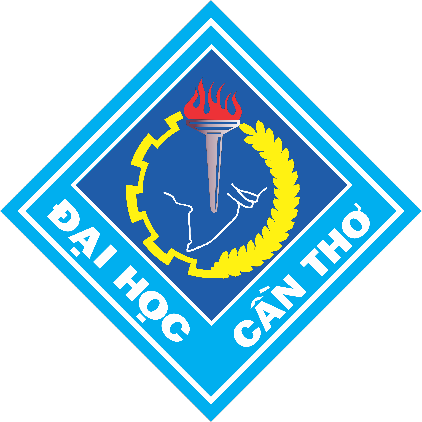 ĐẠI HỌC
CẦN THƠ